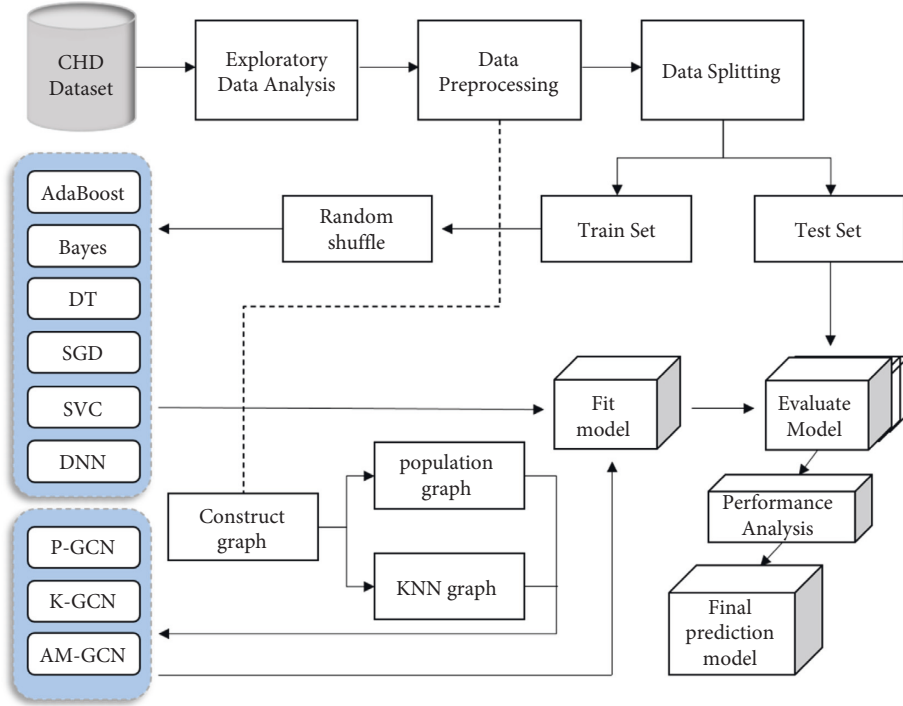 CHD
Dataset
Exploratory
Data Analysis
Data
Preprocessing
Data Splitting
AdaBoost
Bayes
DT
SGD
SVC
DNN
Random
shuffle
Train Set
Test Set
Fit
model
Evaluate
Model
population
graph
Construct
graph
KNN graph
Performance
Analysis
P-GCN
K-GCN
AM-GCN
Final
prediction
model